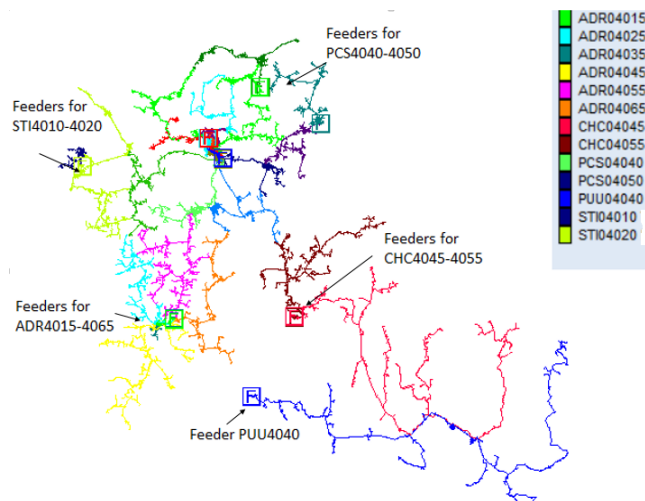 Feeders for
PCS4040-4050
Feeders for
STI4010-4020
Feeders for
CHC4045-4055
Feeders for
ADR4015-4065
Feeder PUU4040
F
F
F
F
F
F
F
F
ADR04015
ADR04025
ADR04035
ADR04045
ADR04055
ADR04065
CHC04045
CHC04055
PCS04040
PCS04050
PUU04040
STI04010
STI04020